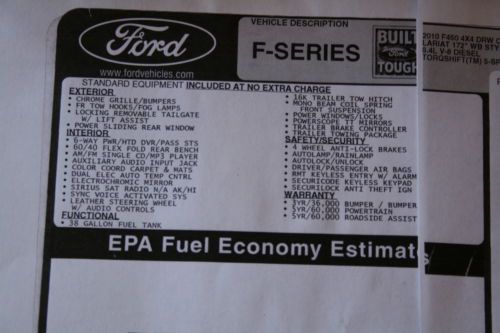 VEHICLE DESCRIPTION
Ford
www.fordvehicles.com
F-SERIES
BUILT
Ford
TOUGH
2010 F450 4X4 DRW C
LARIAT 172" WB STY
6.4L V-8 DIESEL
TORQSHIFT(TM) 5-SP
STANDARD EQUIPMENT INCLUDED AT NO EXTRA CHARGE
EXTERIOR
• CHROME GRILLE/BUMPERS
• FR TOW HOOKS/FOG LAMPS
• LOCKING REMOVABLE TAILGATE
W/ LIFT ASSIST
• POWER SLIDING REAR WINDOW
INTERIOR
• 6-WAY PWR/HTD DVR/PASS STS
• 60/40 FLEX FOLD REAR BENCH
• AM/FM SINGLE CD/MP3 PLAYER
• AUXILIARY AUDIO INPUT JACK
• COLOR COORD CARPET & MATS
• DUAL ELEC AUTO TEMP CNTRL
• ELECTROCHROMIC MIRROR
• SIRIUS SAT RADIO N/A AK/HI
• SYNC VOICE ACTIVATED SYS
• LEATHER STEERING WHEEL
W/ AUDIO CONTROLS
FUNCTIONAL
• 38 GALLON FUEL TANK
• 16K TRAILER TOW HITCH
• MONO BEAM COIL SPRING
FRONT SUSPENSION
• POWER WINDOWS/LOCKS
• POWERSCOPE TT MIRRORS
• TRAILER BRAKE CONTROLLER
• TRAILER TOWING PACKAGE
SAFETY/SECURITY
• 4 WHEEL ANTI-LOCK BRAKES
• AUTOLAMP/RAINLAMP
• AUTOLOCK/UNLOCK
• DRIVER/PASSENGER AIR BAGS
• RMT KEYLESS ENTRY W/ ALARM
• SECURICODE KEYLESS KEYPAD
• SECURILOCK ANTI THEFT IGN
WARRANTY
• 3YR/36,000 BUMPER / BUMPER
• 5YR/60,000 POWERTRAIN
• 5YR/60,000 ROADSIDE ASSIST
EPA Fuel Economy Estimate